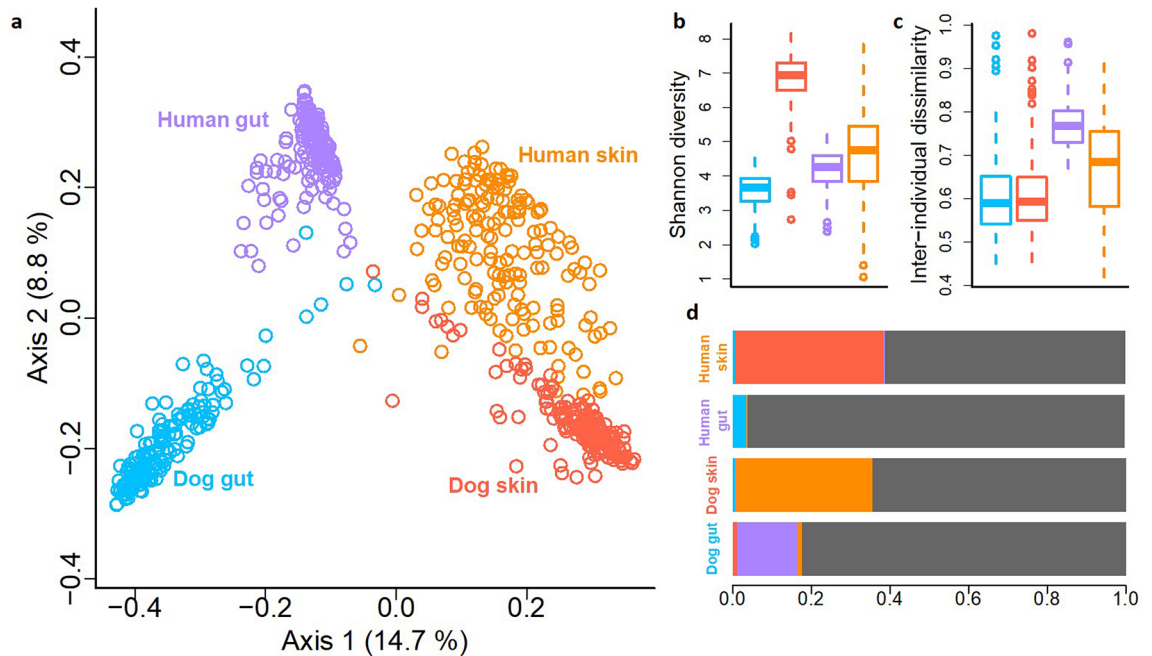 a
Human gut
Human skin
Dog gut
Dog skin
0.4
0.2
0.0
−0.2
−0.4
Axis 2 (8.8 %)
−0.4
−0.2
0.0
0.2
Axis 1 (14.7 %)
b
Shannon diversity
8
7
6
5
4
3
2
1
c
Inter−individual dissimilarity
1.0
0.9
0.8
0.7
0.6
0.5
0.4
d
Human
skin
Human
gut
Dog skin
Dog gut
0.0
0.2
0.4
0.6
0.8
1.0